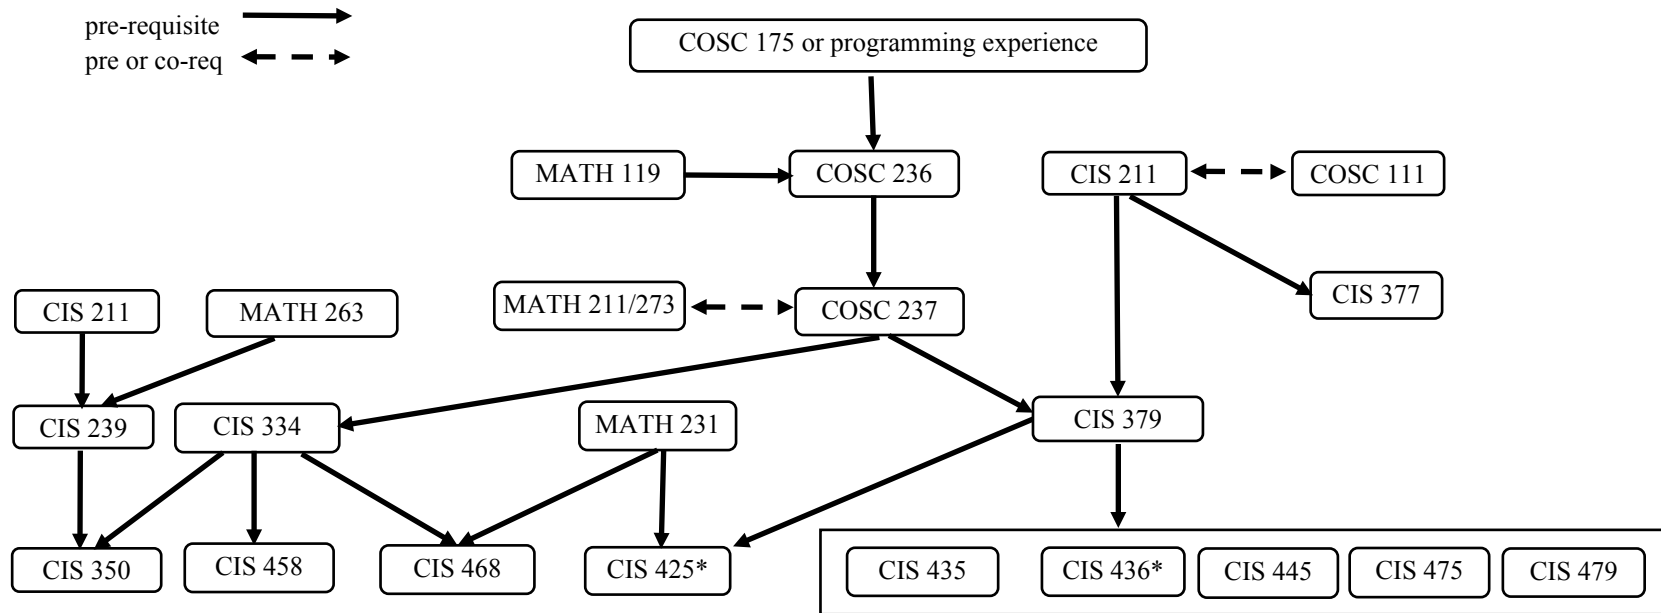 pre-requisite
COSC 175 or programming experience
pre or co-req
MATH 119
COSC 236
CIS 211
COSC 111
CIS 211
MATH 263
MATH 211/273
COSC 237
CIS 377
CIS 239
CIS 334
MATH 231
CIS 379
CIS 350
CIS 458
CIS 468
CIS 425*
CIS 435
CIS 436*
CIS 445
CIS 475
CIS 479